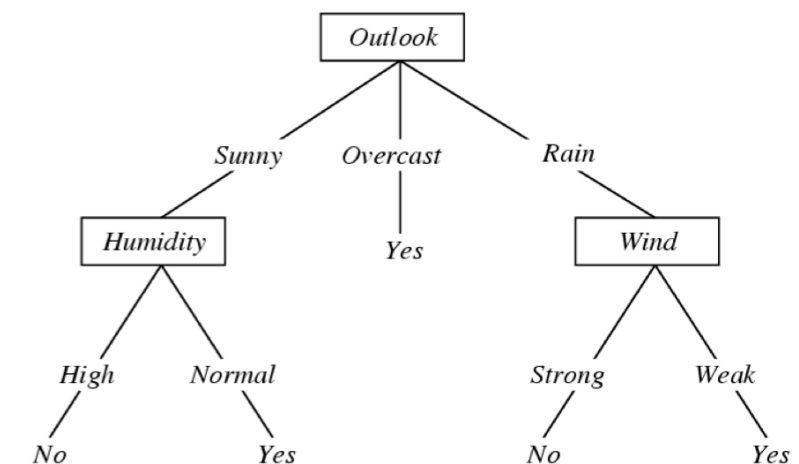 Outlook
Sunny Overcast Rain
Humidity Yes Wind
High Normal Strong Weak
No Yes No Yes